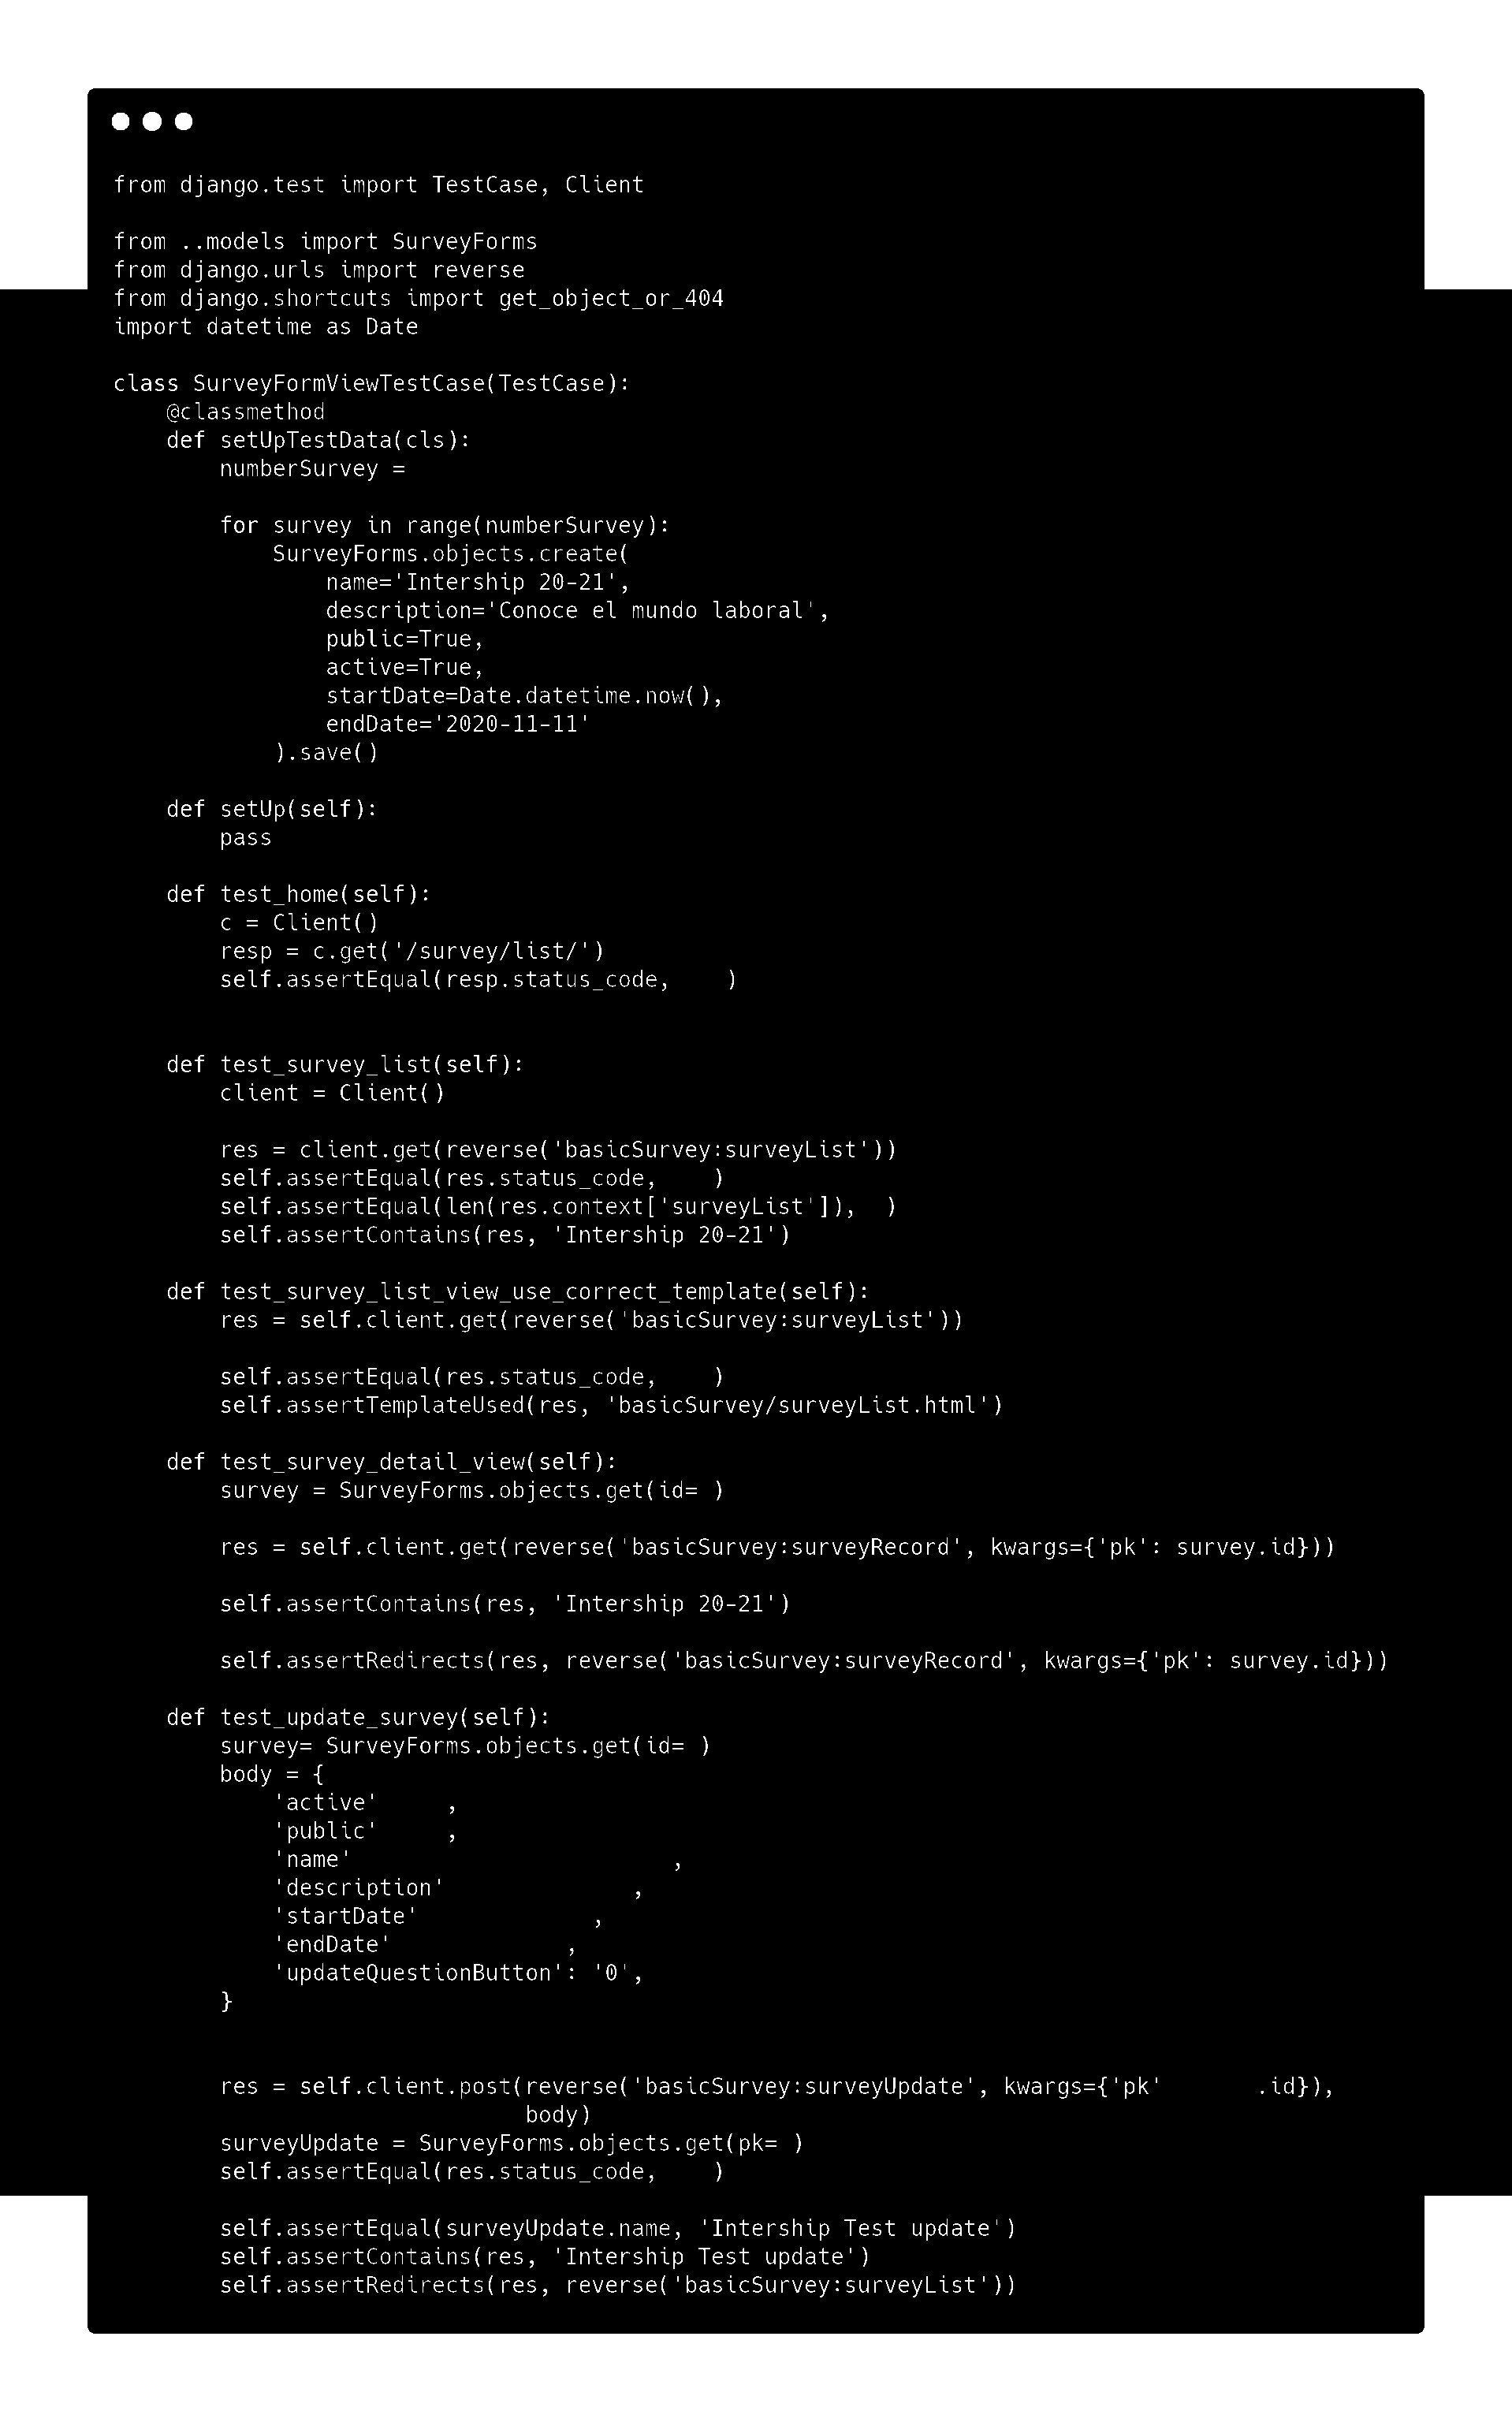 from django.test import TestCase, Client
from ..models import SurveyForms
from django.urls import reverse
from django.shortcuts import get_object_or_404
import datetime as Date
class SurveyFormViewTestCase(TestCase):
@classmethod
def setUpTestData(cls):
numberSurvey =
for survey in range(numberSurvey):
SurveyForms.objects.create(
name='Intership 20-21',
description='Conoce el mundo laboral',
public=True,
active=True,
startDate=Date.datetime.now(),
endDate='2020-11-11'
).save()
def setUp(self):
pass
def test_home(self):
c = Client()
resp = c.get('/survey/list/')
self.assertEqual(resp.status_code, )
def test_survey_list(self):
client = Client()
res = client.get(reverse('basicSurvey:surveyList'))
self.assertEqual(res.status_code, )
self.assertEqual(len(res.context['surveyList']), )
self.assertContains(res, 'Intership 20-21')
def test_survey_list_view_use_correct_template(self):
res = self.client.get(reverse('basicSurvey:surveyList'))
self.assertEqual(res.status_code, )
self.assertTemplateUsed(res, 'basicSurvey/surveyList.html')
def test_survey_detail_view(self):
survey = SurveyForms.objects.get(id= )
res = self.client.get(reverse('basicSurvey:surveyRecord', kwargs={'pk': survey.id}))
self.assertContains(res, 'Intership 20-21')
self.assertRedirects(res, reverse('basicSurvey:surveyRecord', kwargs={'pk': survey.id}))
def test_update_survey(self):
survey= SurveyForms.objects.get(id= )
body = {
'active' ,
'public' ,
'name' ,
'description' ,
'startDate' ,
'endDate' ,
'updateQuestionButton': '0',
}
res = self.client.post(reverse('basicSurvey:surveyUpdate', kwargs={'pk' .id}),
body)
surveyUpdate = SurveyForms.objects.get(pk= )
self.assertEqual(res.status_code, )
self.assertEqual(surveyUpdate.name, 'Intership Test update')
self.assertContains(res, 'Intership Test update')
self.assertRedirects(res, reverse('basicSurvey:surveyList'))